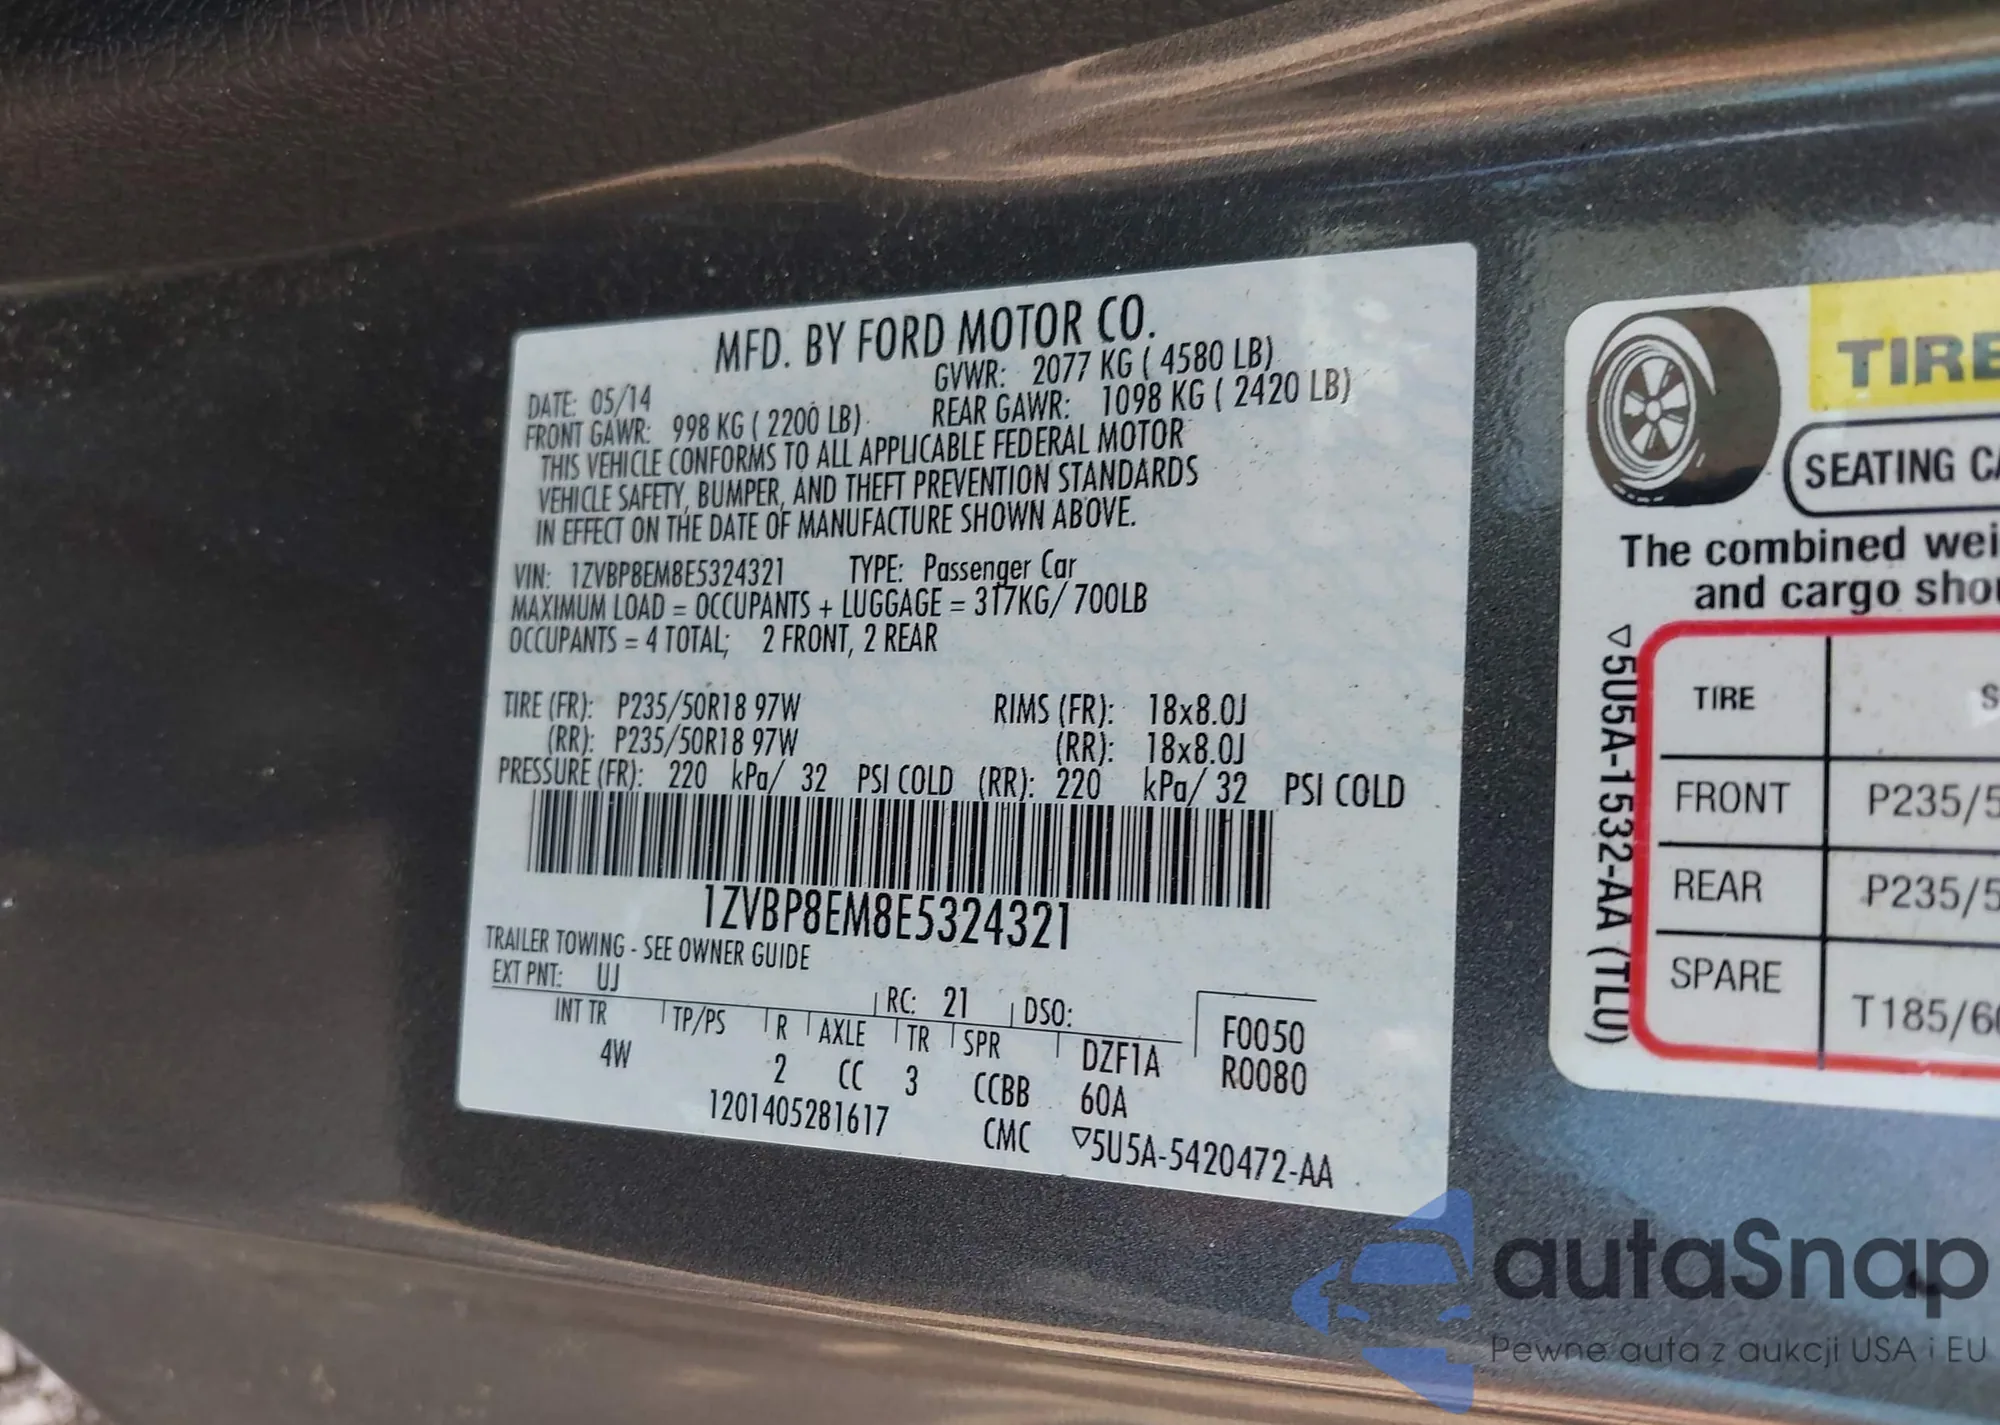 MFD. BY FORD MOTOR CO.
DATE: 05/14 GVWR: 2077 KG ( 4580 LB)
FRONT GAWR: 998 KG ( 2200 LB) REAR GAWR: 1098 KG ( 2420 LB)
THIS VEHICLE CONFORMS TO ALL APPLICABLE FEDERAL MOTOR
VEHICLE SAFETY, BUMPER, AND THEFT PREVENTION STANDARDS
IN EFFECT ON THE DATE OF MANUFACTURE SHOWN ABOVE.
VIN: 1ZVBP8EM8E5324321 TYPE: Passenger Car
MAXIMUM LOAD = OCCUPANTS + LUGGAGE = 317KG/ 700LB
OCCUPANTS = 4 TOTAL; 2 FRONT, 2 REAR
TIRE (FR): P235/50R18 97W RIMS (FR): 18x8.0J
(RR): P235/50R18 97W (RR): 18x8.0J
PRESSURE (FR): 220 kPa/ 32 PSI COLD (RR): 220 kPa/ 32 PSI COLD
1ZVBP8EM8E5324321
TRAILER TOWING - SEE OWNER GUIDE
EXT PNT: UJ RC: 21 DSO:
INT TR TP/PS R AXLE TR SPR DZF1A F0050
4W 2 CC 3 CCBB 60A R0080
1201405281617 CMC ▽5U5A-5420472-AA
TIRE
SEATING CA
The combined wei
and cargo shou
▽5U5A-1532-AA (TLU)
TIRE S
FRONT P235/5
REAR P235/5
SPARE T185/60
autaSnap
Pewne auta z aukcji USA i EU